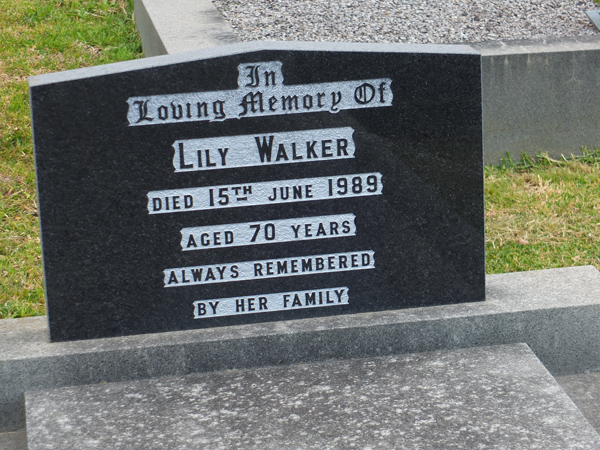 In
Loving Memory Of
LILY WALKER
DIED 15TH JUNE 1989
AGED 70 YEARS
ALWAYS REMEMBERED
BY HER FAMILY